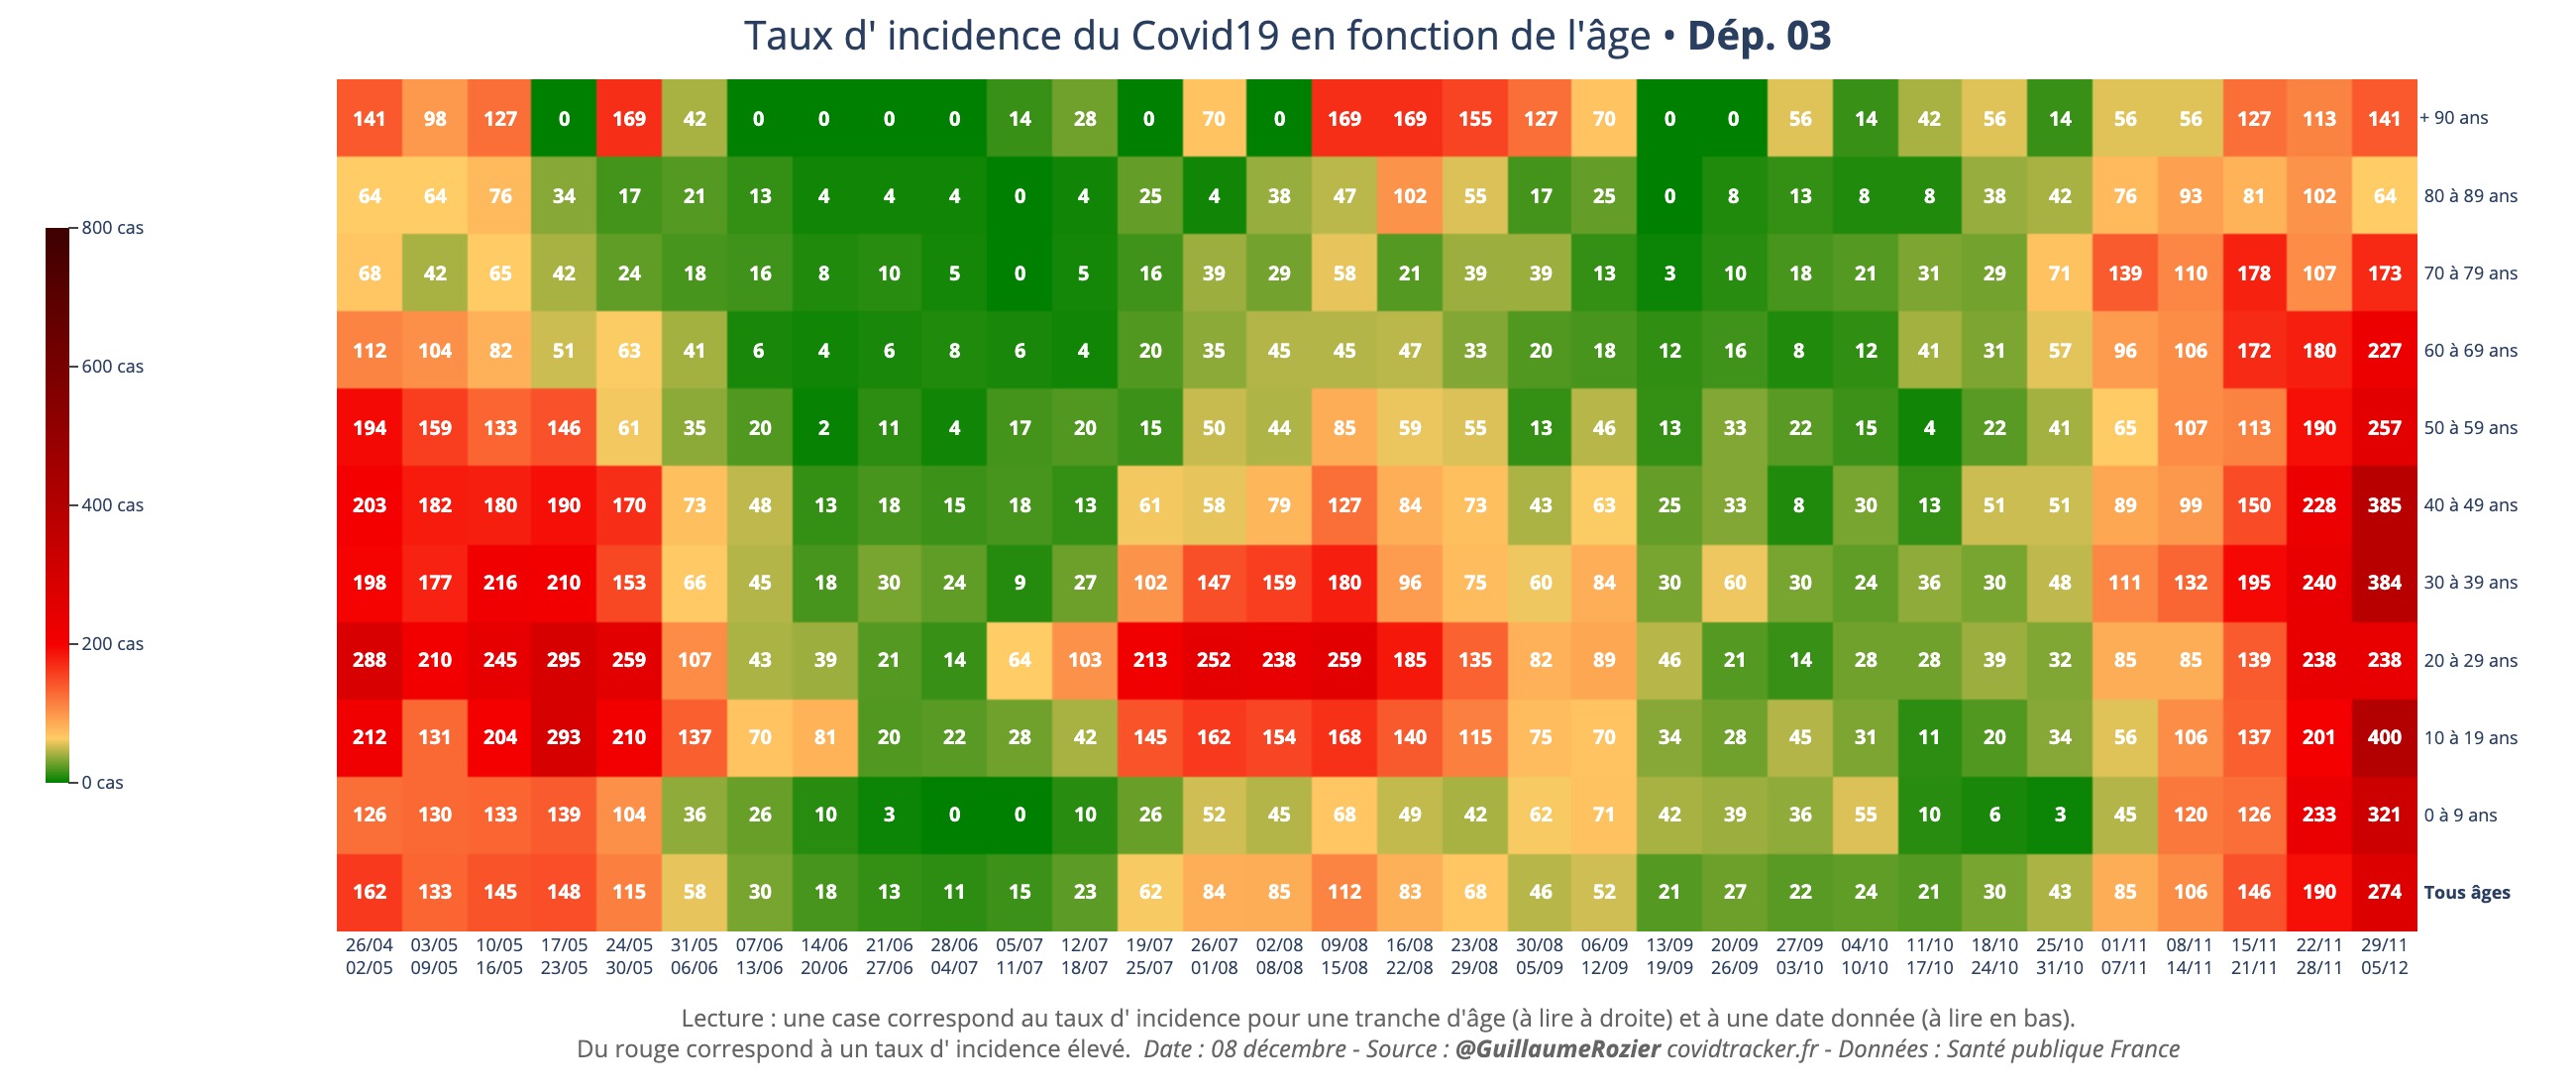 Taux d' incidence du Covid19 en fonction de l'âge • Dép. 03
800 cas
600 cas
400 cas
200 cas
0 cas
141 98 127 0 169 42 0 0 0 0 14 28 0 70 0 169 169 155 127 70 0 0 56 14 42 56 14 56 56 127 113 141 + 90 ans
64 64 76 34 17 21 13 4 4 4 0 4 25 4 38 47 102 55 17 25 0 8 13 8 8 38 42 76 93 81 102 64 80 à 89 ans
68 42 65 42 24 18 16 8 10 5 0 5 16 39 29 58 21 39 39 13 3 10 18 21 31 29 71 139 110 178 107 173 70 à 79 ans
112 104 82 51 63 41 6 4 6 8 6 4 20 35 45 45 47 33 20 18 12 16 8 12 41 31 57 96 106 172 180 227 60 à 69 ans
194 159 133 146 61 35 20 2 11 4 17 20 15 50 44 85 59 55 13 46 13 33 22 15 4 22 41 65 107 113 190 257 50 à 59 ans
203 182 180 190 170 73 48 13 18 15 18 13 61 58 79 127 84 73 43 63 25 33 8 30 13 51 51 89 99 150 228 385 40 à 49 ans
198 177 216 210 153 66 45 18 30 24 9 27 102 147 159 180 96 75 60 84 30 60 30 24 36 30 48 111 132 195 240 384 30 à 39 ans
288 210 245 295 259 107 43 39 21 14 64 103 213 252 238 259 185 135 82 89 46 21 14 28 28 39 32 85 85 139 238 238 20 à 29 ans
212 131 204 293 210 137 70 81 20 22 28 42 145 162 154 168 140 115 75 70 34 28 45 31 11 20 34 56 106 137 201 400 10 à 19 ans
126 130 133 139 104 36 26 10 3 0 0 10 26 52 45 68 49 42 62 71 42 39 36 55 10 6 3 45 120 126 233 321 0 à 9 ans
162 133 145 148 115 58 30 18 13 11 15 23 62 84 85 112 83 68 46 52 21 27 22 24 21 30 43 85 106 146 190 274 Tous âges
26/04 03/05 10/05 17/05 24/05 31/05 07/06 14/06 21/06 28/06 05/07 12/07 19/07 26/07 02/08 09/08 16/08 23/08 30/08 06/09 13/09 20/09 27/09 04/10 11/10 18/10 25/10 01/11 08/11 15/11 22/11 29/11
02/05 09/05 16/05 23/05 30/05 06/06 13/06 20/06 27/06 04/07 11/07 18/07 25/07 01/08 08/08 15/08 22/08 29/08 05/09 12/09 19/09 26/09 03/10 10/10 17/10 24/10 31/10 07/11 14/11 21/11 28/11 05/12
Lecture : une case correspond au taux d' incidence pour une tranche d'âge (à lire à droite) et à une date donnée (à lire en bas).
Du rouge correspond à un taux d' incidence élevé. Date : 08 décembre - Source : @GuillaumeRozier covidtracker.fr - Données : Santé publique France